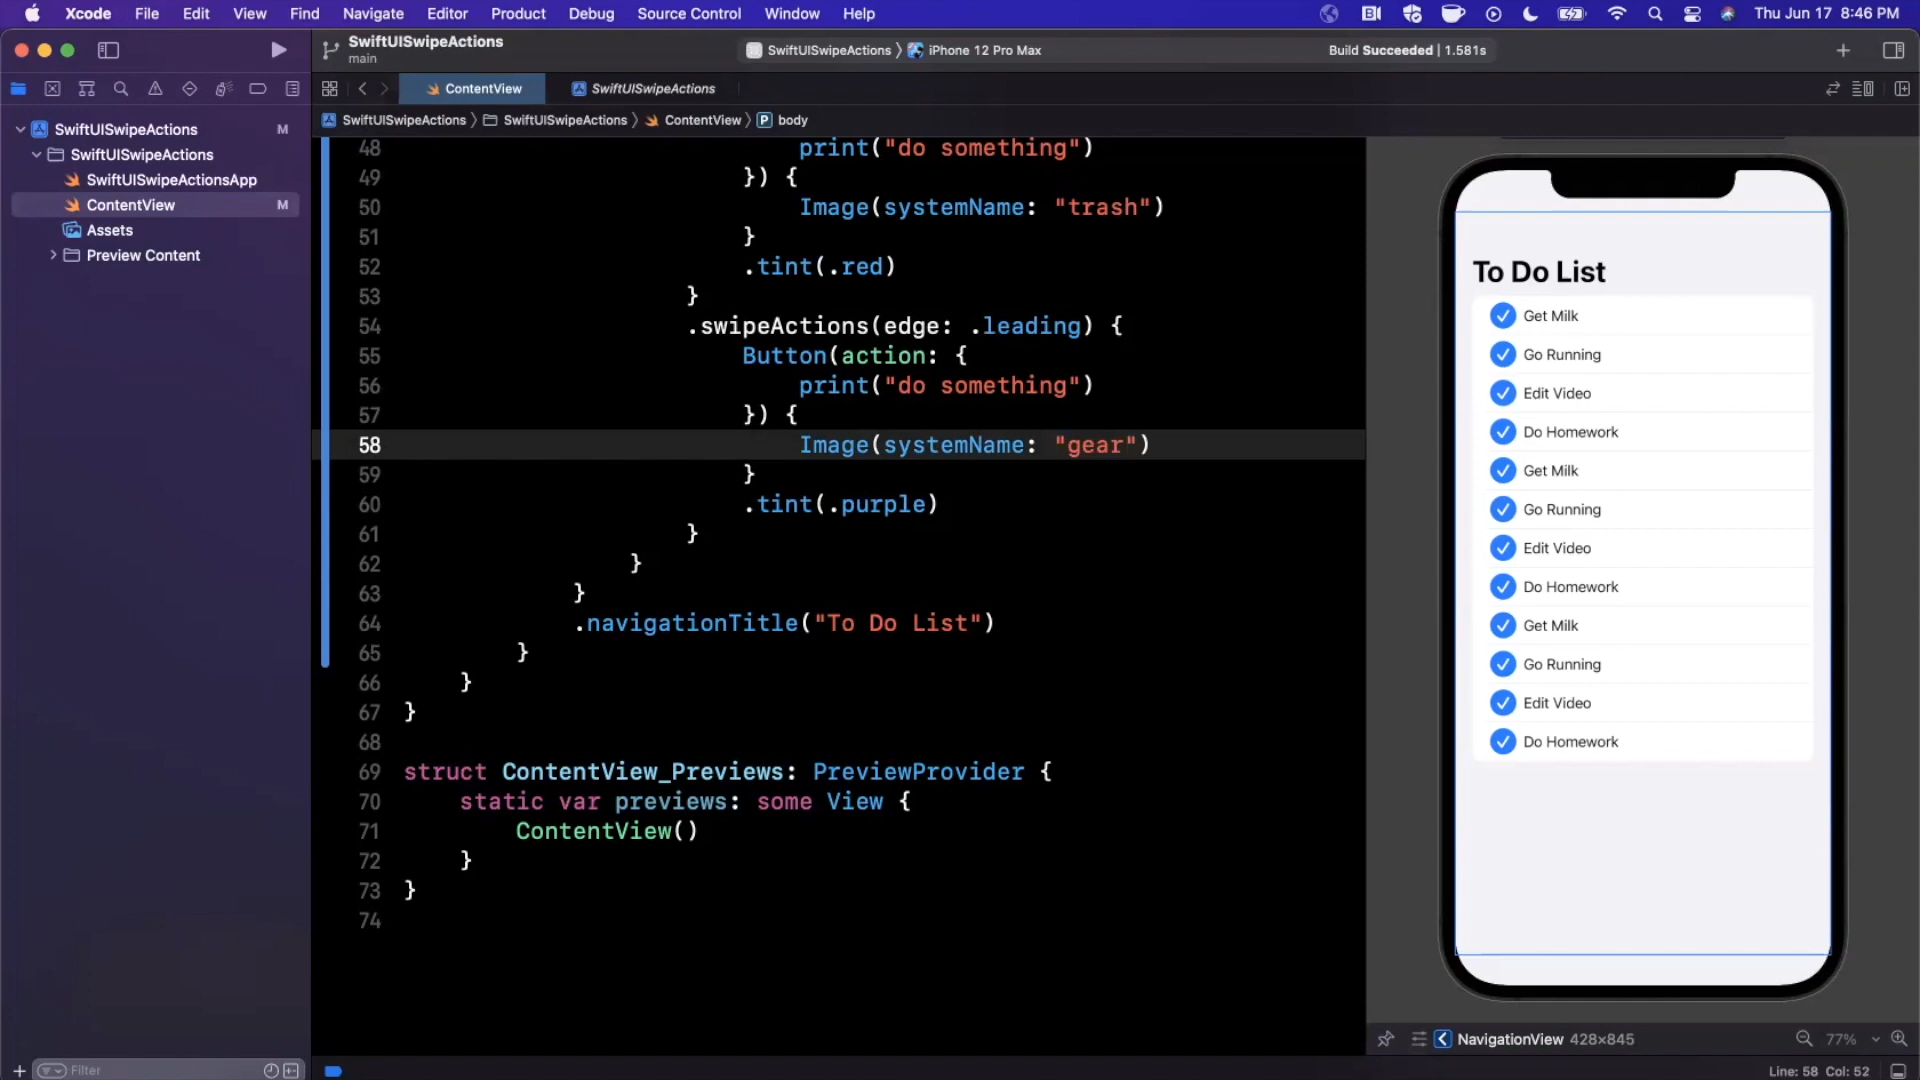 Xcode File Edit View Find Navigate Editor Product Debug Source Control Window Help Thu Jun 17 8:46 PM
SwiftUISwipeActions
main
SwiftUISwipeActions iPhone 12 Pro Max Build Succeeded | 1.581s
ContentView SwiftUISwipeActions
SwiftUISwipeActions SwiftUISwipeActions ContentView P body
SwiftUISwipeActions M
SwiftUISwipeActions
SwiftUISwipeActionsApp
ContentView M
Assets
Preview Content
48 print("do something")
49 }) {
50 Image(systemName: "trash")
51 }
52 .tint(.red)
53 }
54 .swipeActions(edge: .leading) {
55 Button(action: {
56 print("do something")
57 }) {
58 Image(systemName: "gear")
59 }
60 .tint(.purple)
61 }
62 }
63 }
64 .navigationTitle("To Do List")
65 }
66 }
67 }
68
69 struct ContentView_Previews: PreviewProvider {
70 static var previews: some View {
71 ContentView()
72 }
73 }
74
To Do List
Get Milk
Go Running
Edit Video
Do Homework
Get Milk
Go Running
Edit Video
Do Homework
Get Milk
Go Running
Edit Video
Do Homework
NavigationView 428×845 77%
Filter
Line: 58 Col: 52